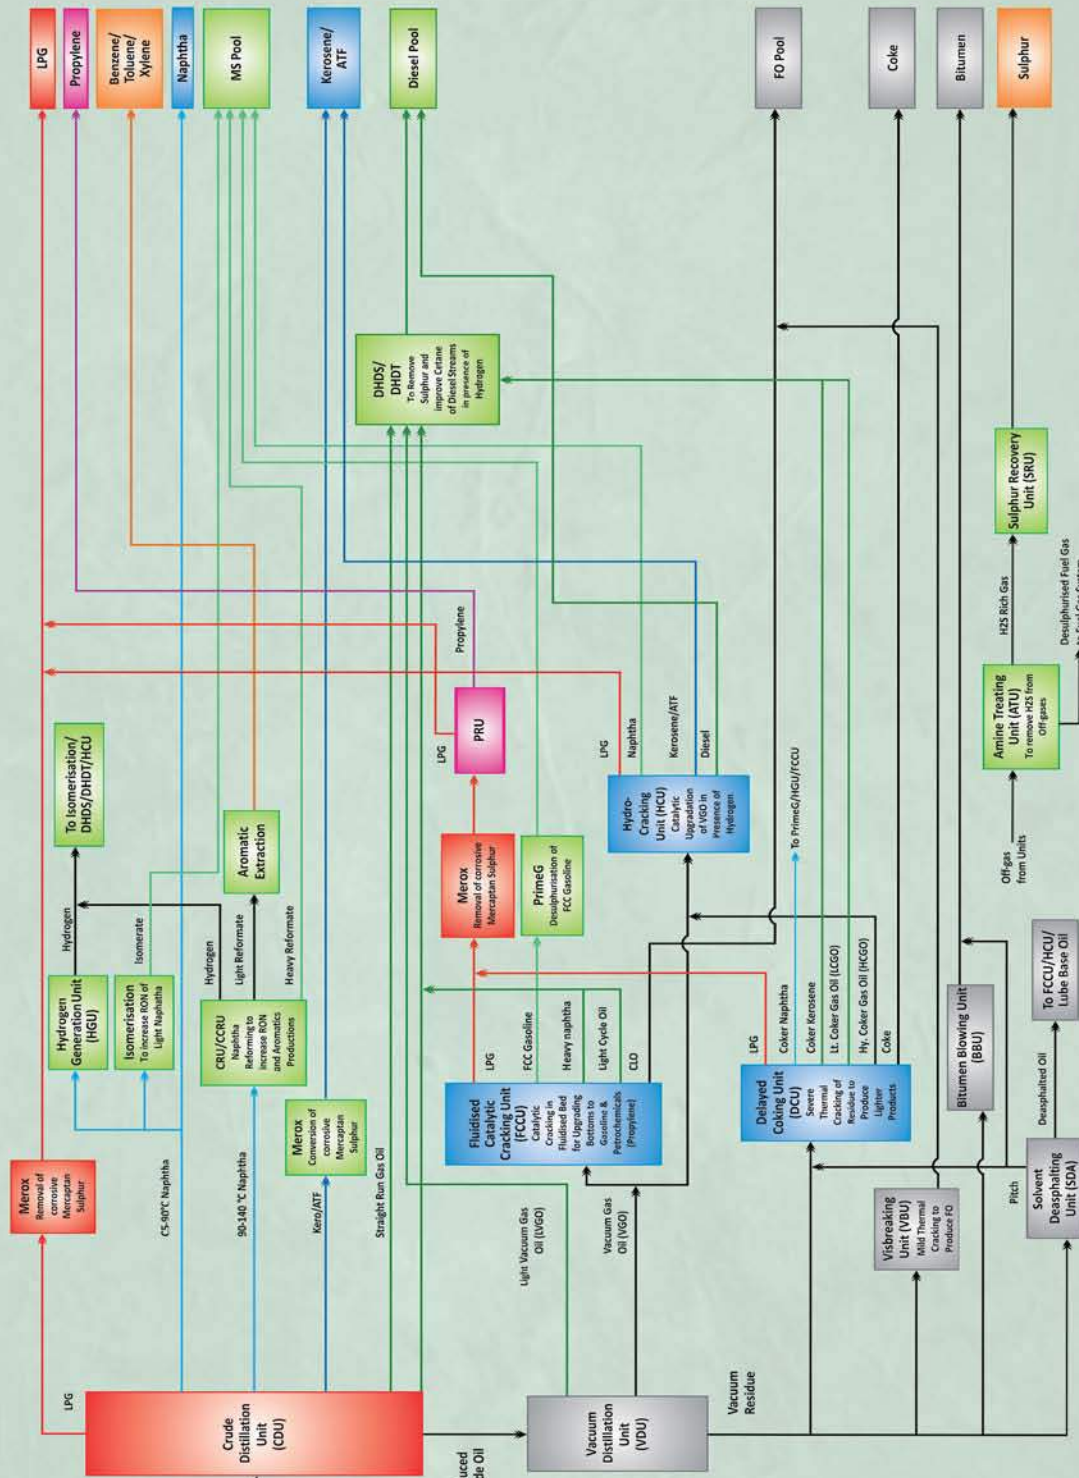 LPG
Propylene
Benzene/
Toluene/
Xylene
Naphtha
MS Pool
Kerosene/
ATF
Diesel Pool
FO Pool
Coke
Bitumen
Sulphur
DHDS/
DHDT
To Remove
Sulphur and
improve Cetane
of Diesel Streams
in presence of
Hydrogen
Sulphur Recovery
Unit (SRU)
H2S Rich Gas
Desulphurised Fuel Gas
Amine Treating
Unit (ATU)
To remove H2S from
Off-gases
Off-gas
from Units
Propylene
LPG
PRU
LPG
Naphtha
Kerosene/ATF
Diesel
Hydro-
Cracking
Unit (HCU)
Catalytic
Upgradation
of VGO in
Presence of
Hydrogen
To PrimeG/HGU/FCCU
To Isomerisation/
DHDS/DHDT/HCU
Aromatic
Extraction
Merox
Removal of corrosive
Mercaptan Sulphur
PrimeG
Desulphurisation of
FCC Gasoline
Hydrogen
Isomerate
Hydrogen
Light Reformate
Heavy Reformate
Hydrogen
Generation Unit
(HGU)
Isomerisation
To increase RON of
Light Naphatha
CRU/CCRU
Naphtha
Reforming to
increase RON
and Aromatics
Productions
LPG
FCC Gasoline
Heavy naphtha
Light Cycle Oil
CLO
LPG
Coker Naphtha
Coker Kerosene
Lt. Coker Gas Oil (LCGO)
Hy. Coker Gas Oil (HCGO)
Coke
Fluidised
Catalytic
Cracking Unit
(FCCU)
Catalytic
Cracking in
Fluidised Bed
for Upgrading
Bottoms to
Gasoline &
Petrochemicals
(Propylene)
Delayed
Coking Unit
(DCU)
Severe
Thermal
Cracking of
Residue to
Produce
Lighter
Products
Bitumen Blowing Unit
(BBU)
To FCCU/HCU/
Lube Base Oil
Deasphalted Oil
Merox
Removal of
corrosive
Mercaptan
Sulphur
C5-90°C Naphtha
90-140 °C Naphtha
Merox
Conversion of
corrosive
Mercaptan
Sulphur
Kero/ATF
Straight Run Gas Oil
Light Vacuum Gas
Oil (LVGO)
Vacuum Gas
Oil (VGO)
Visbreaking
Unit (VBU)
Mild Thermal
Cracking to
Produce FO
Pitch
Solvent
Deasphalting
Unit (SDA)
LPG
Crude
Distillation
Unit
(CDU)
Vacuum
Distillation
Unit
(VDU)
Vacuum
Residue